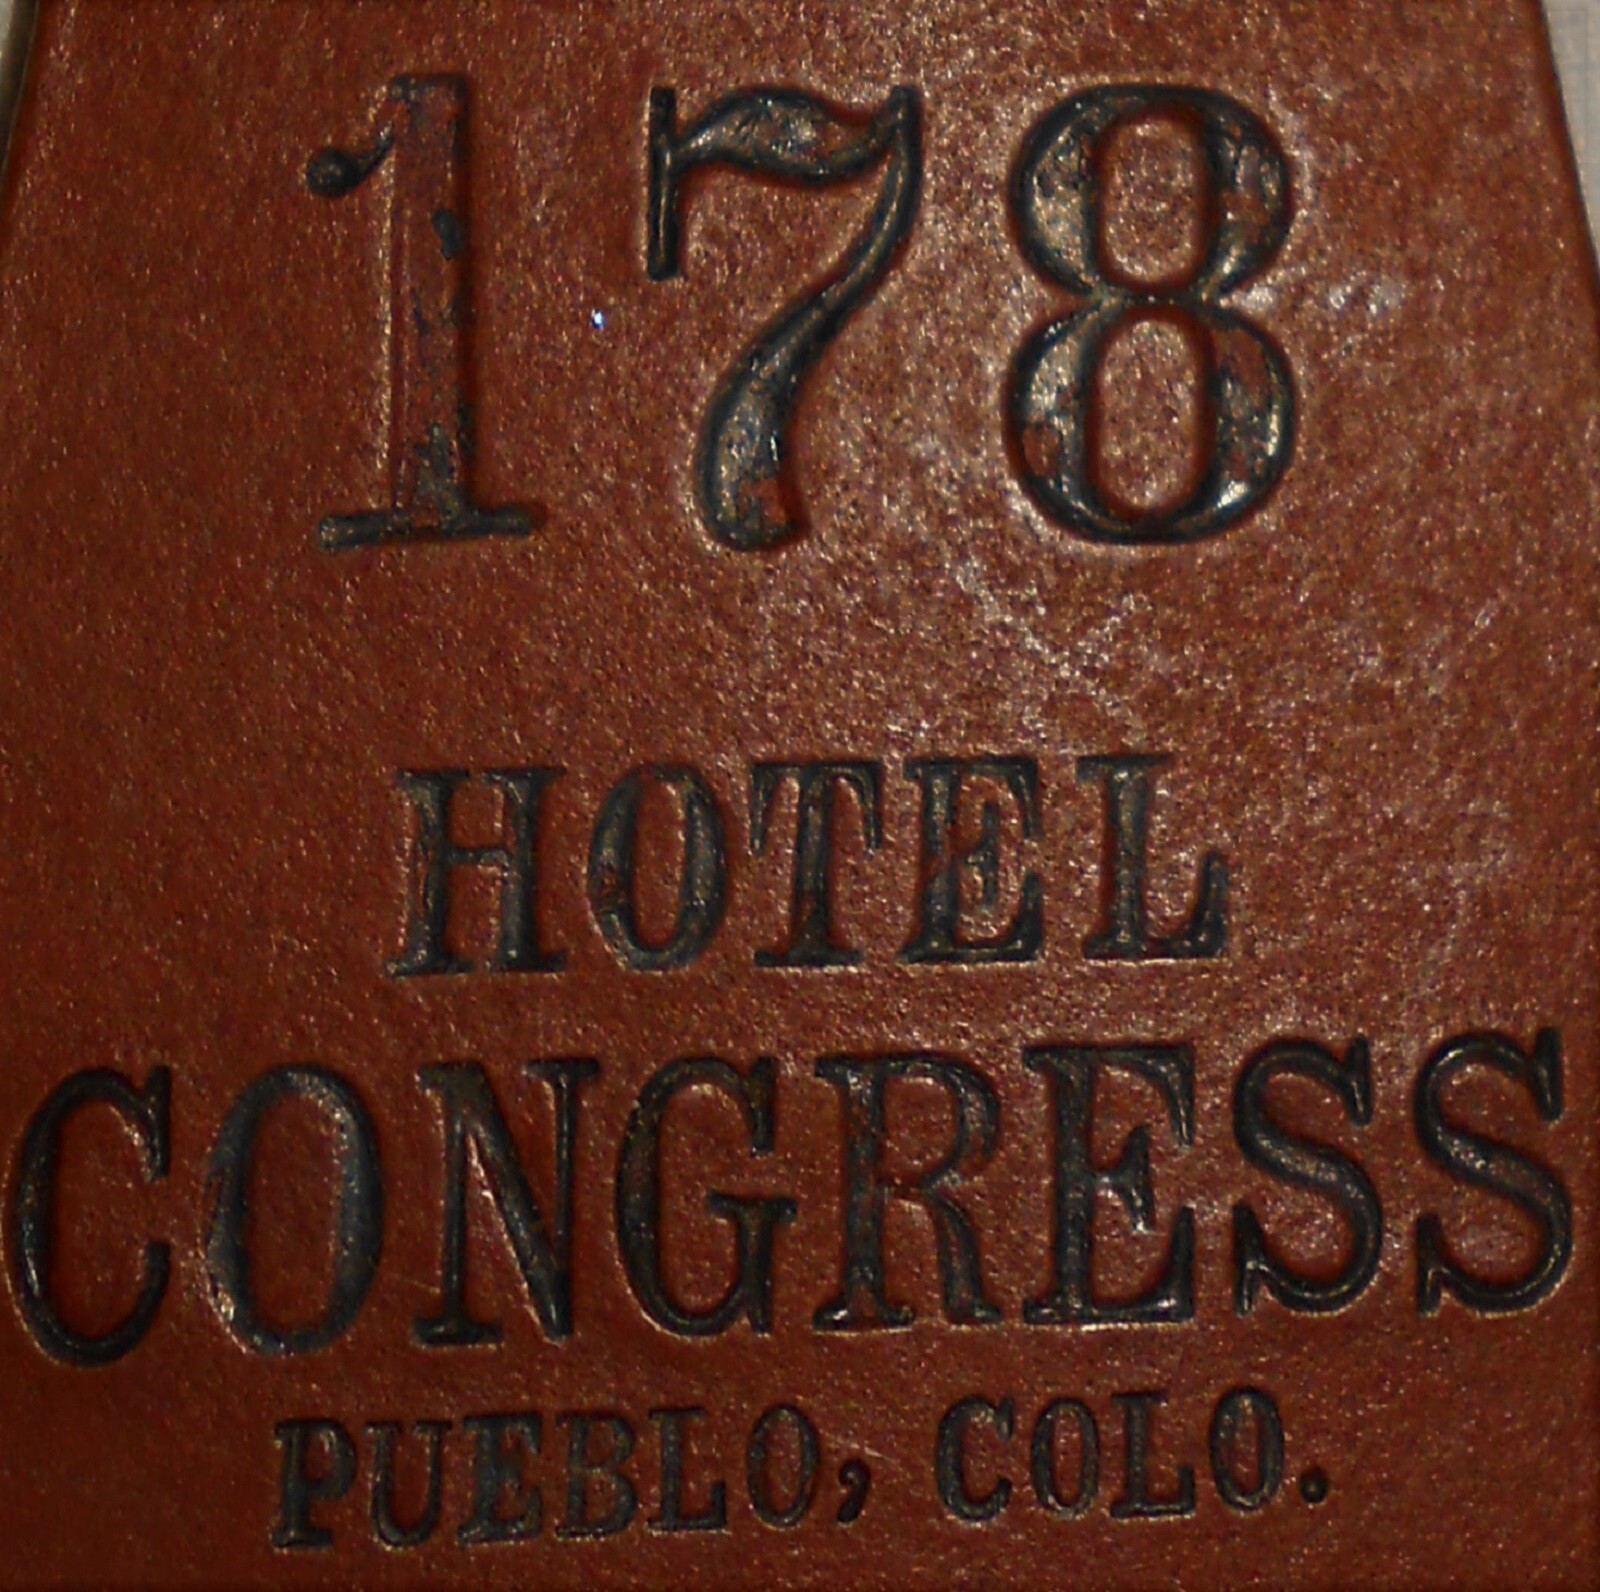 178
HOTEL
CONGRESS
PUEBLO, COLO.